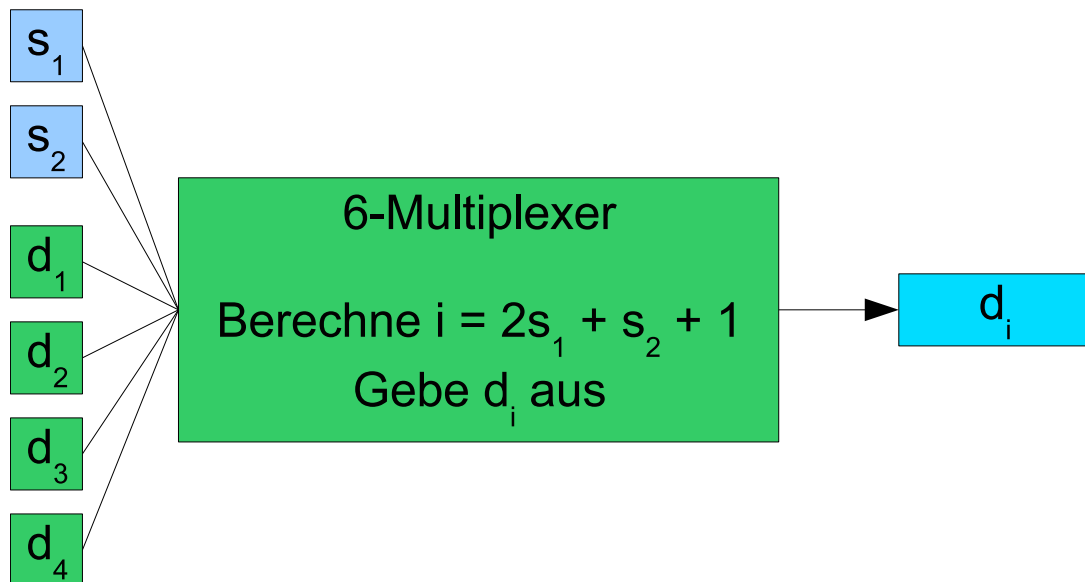 s₁
s₂
d₁
d₂
d₃
d₄
6-Multiplexer
Berechne i = 2s₁ + s₂ + 1
Gebe dᵢ aus
dᵢ